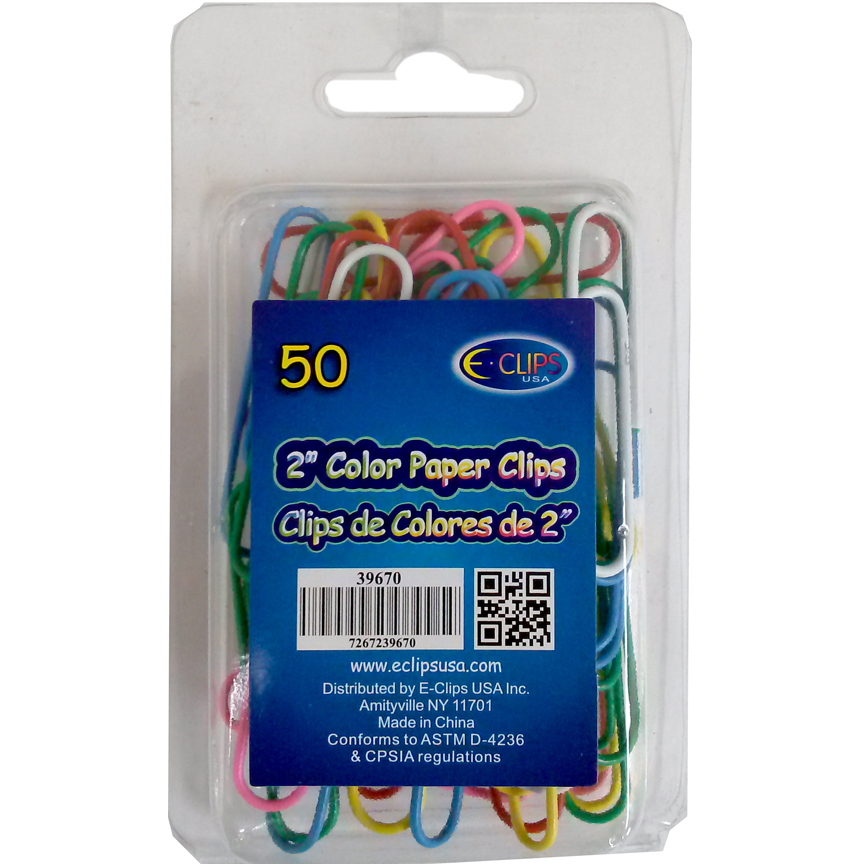 50
E·CLIPS
USA
2” Color Paper Clips
Clips de Colores de 2”
39670
7267239670
www.eclipsusa.com
Distributed by E-Clips USA Inc.
Amityville NY 11701
Made in China
Conforms to ASTM D-4236
& CPSIA regulations